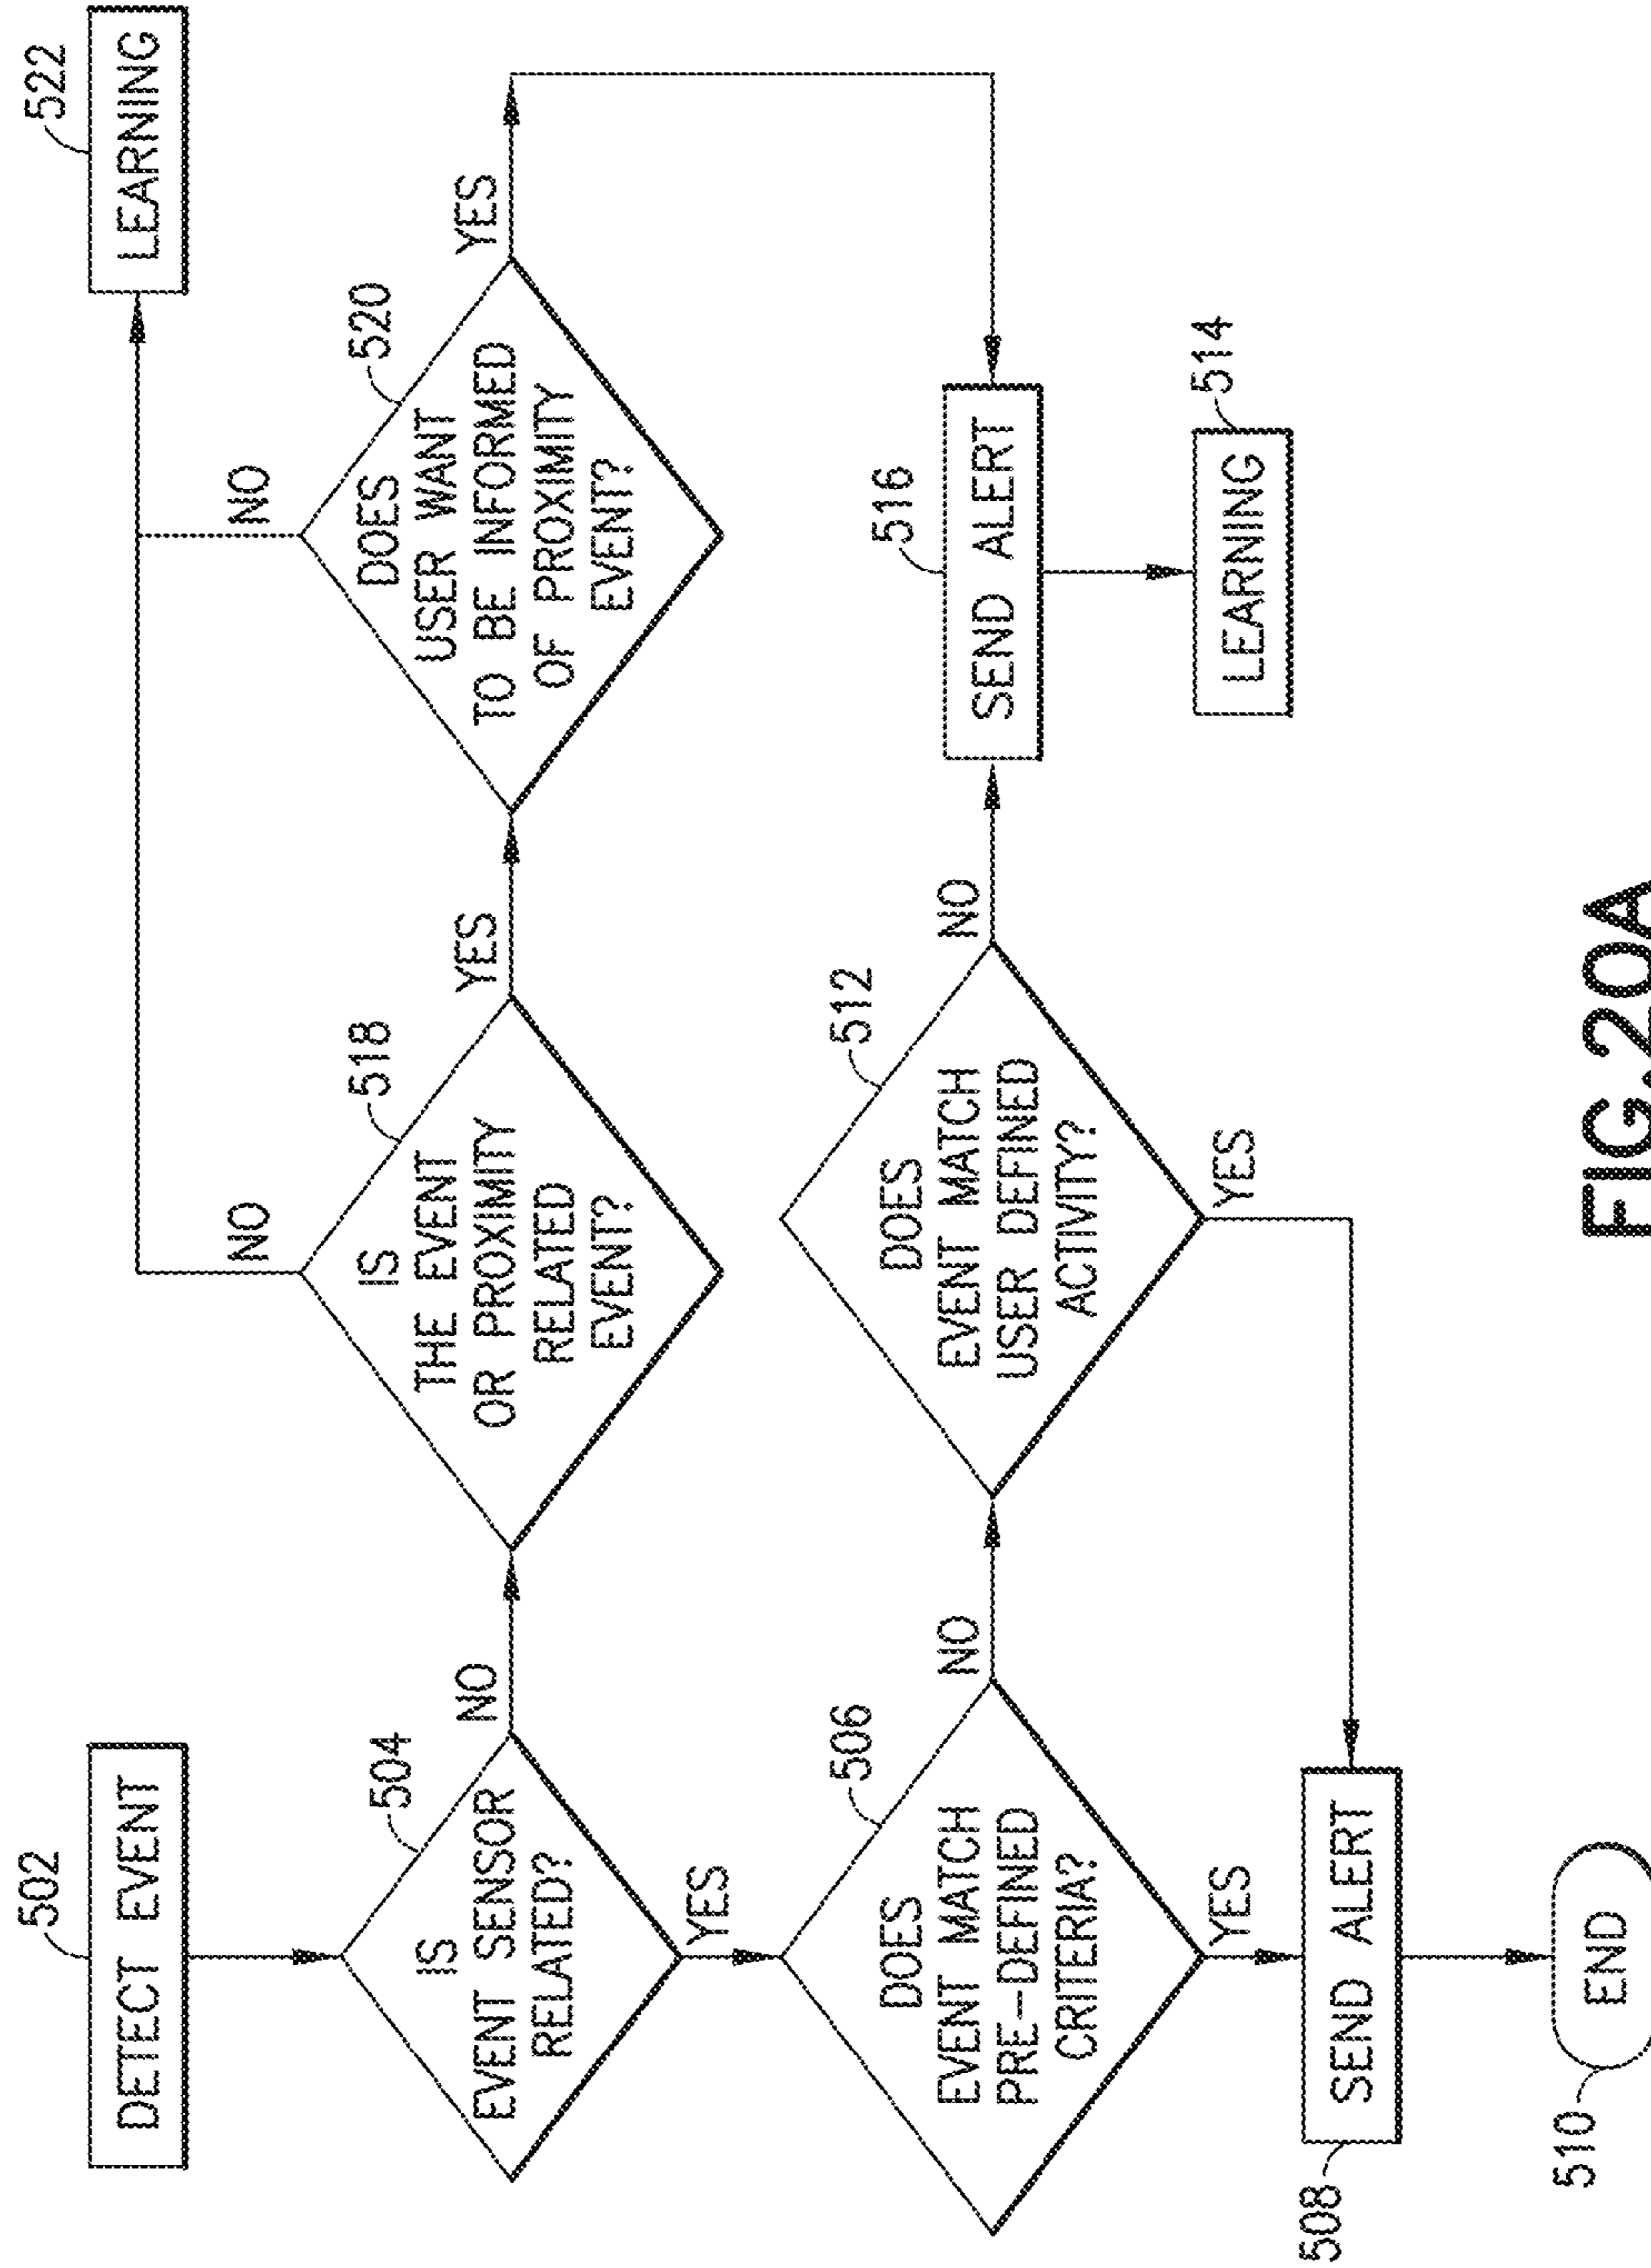 502
DETECT EVENT
IS
EVENT SENSOR
RELATED?
504
NO
YES
IS
THE EVENT
OR PROXIMITY
RELATED
EVENT?
518
NO
YES
DOES
USER WANT
TO BE INFORMED
OF PROXIMITY
EVENT?
520
NO
YES
522
LEARNING
DOES
EVENT MATCH
PRE-DEFINED
CRITERIA?
506
NO
YES
DOES
EVENT MATCH
USER DEFINED
ACTIVITY?
512
NO
YES
516
SEND ALERT
514
LEARNING
508
SEND ALERT
510
END
FIG.20A